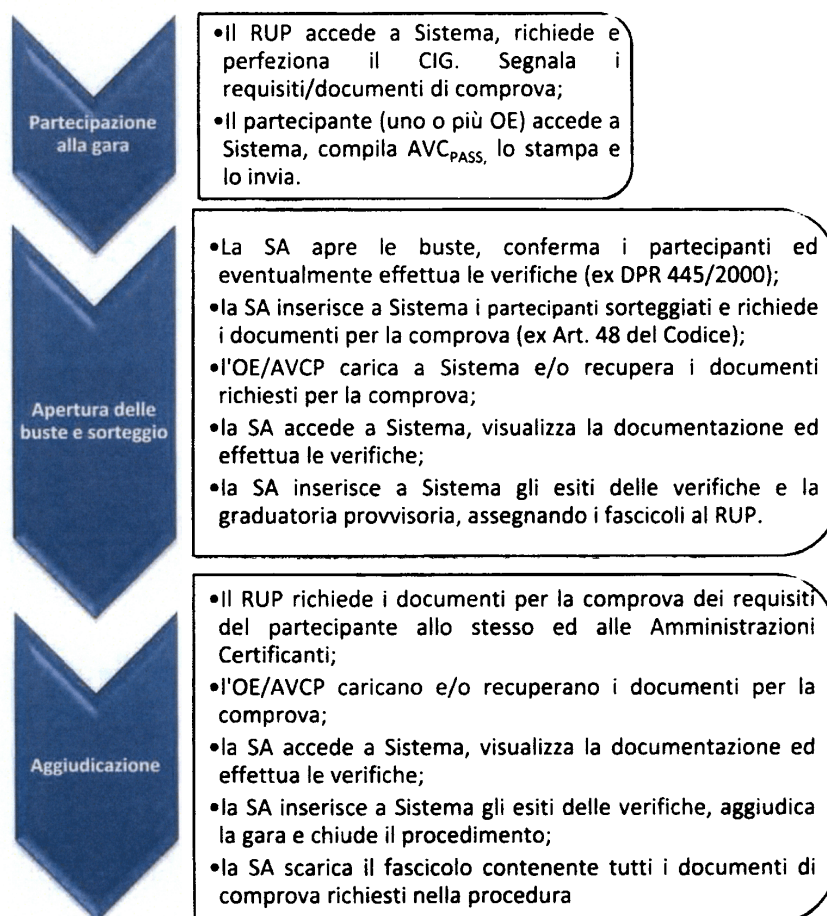 Partecipazione
alla gara
•Il RUP accede a Sistema, richiede e
perfeziona il CIG. Segnala i
requisiti/documenti di comprova;
•Il partecipante (uno o più OE) accede a
Sistema, compila AVCPASS, lo stampa e
lo invia.
Apertura delle
buste e sorteggio
•La SA apre le buste, conferma i partecipanti ed
eventualmente effettua le verifiche (ex DPR 445/2000);
•la SA inserisce a Sistema i partecipanti sorteggiati e richiede
i documenti per la comprova (ex Art. 48 del Codice);
•l'OE/AVCP carica a Sistema e/o recupera i documenti
richiesti per la comprova;
•la SA accede a Sistema, visualizza la documentazione ed
effettua le verifiche;
•la SA inserisce a Sistema gli esiti delle verifiche e la
graduatoria provvisoria, assegnando i fascicoli al RUP.
Aggiudicazione
•Il RUP richiede i documenti per la comprova dei requisiti
del partecipante allo stesso ed alle Amministrazioni
Certificanti;
•l'OE/AVCP caricano e/o recuperano i documenti per la
comprova;
•la SA accede a Sistema, visualizza la documentazione ed
effettua le verifiche;
•la SA inserisce a Sistema gli esiti delle verifiche, aggiudica
la gara e chiude il procedimento;
•la SA scarica il fascicolo contenente tutti i documenti di
comprova richiesti nella procedura